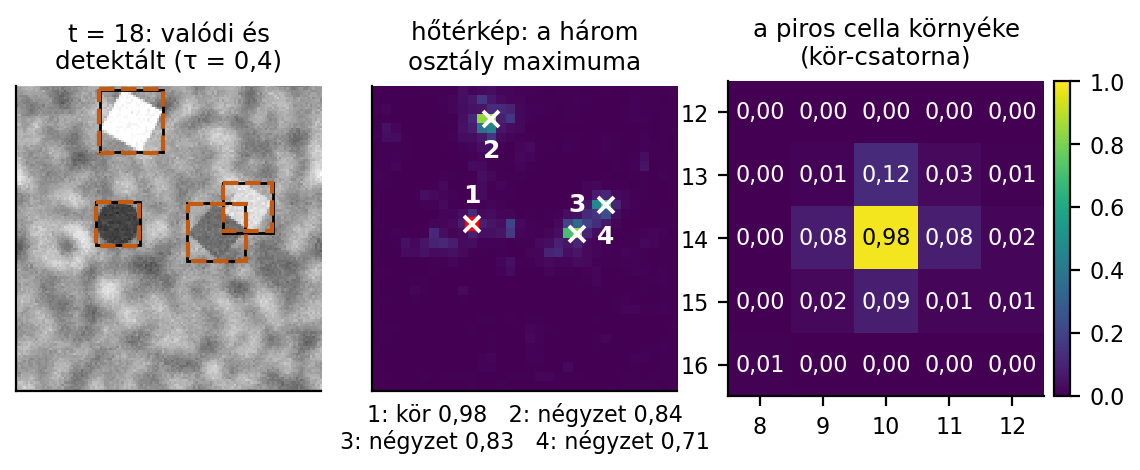 t = 18: valódi és
detektált (τ = 0,4)
hőtérkép: a három
osztály maximuma
1
2
3
4
1: kör 0,98 2: négyzet 0,84
3: négyzet 0,83 4: négyzet 0,71
a piros cella környéke
(kör-csatorna)
12
13
14
15
16
0,00 0,00 0,00 0,00 0,00
0,00 0,01 0,12 0,03 0,01
0,00 0,08 0,98 0,08 0,02
0,00 0,02 0,09 0,01 0,01
0,01 0,00 0,00 0,00 0,00
8 9 10 11 12
1.0
0.8
0.6
0.4
0.2
0.0